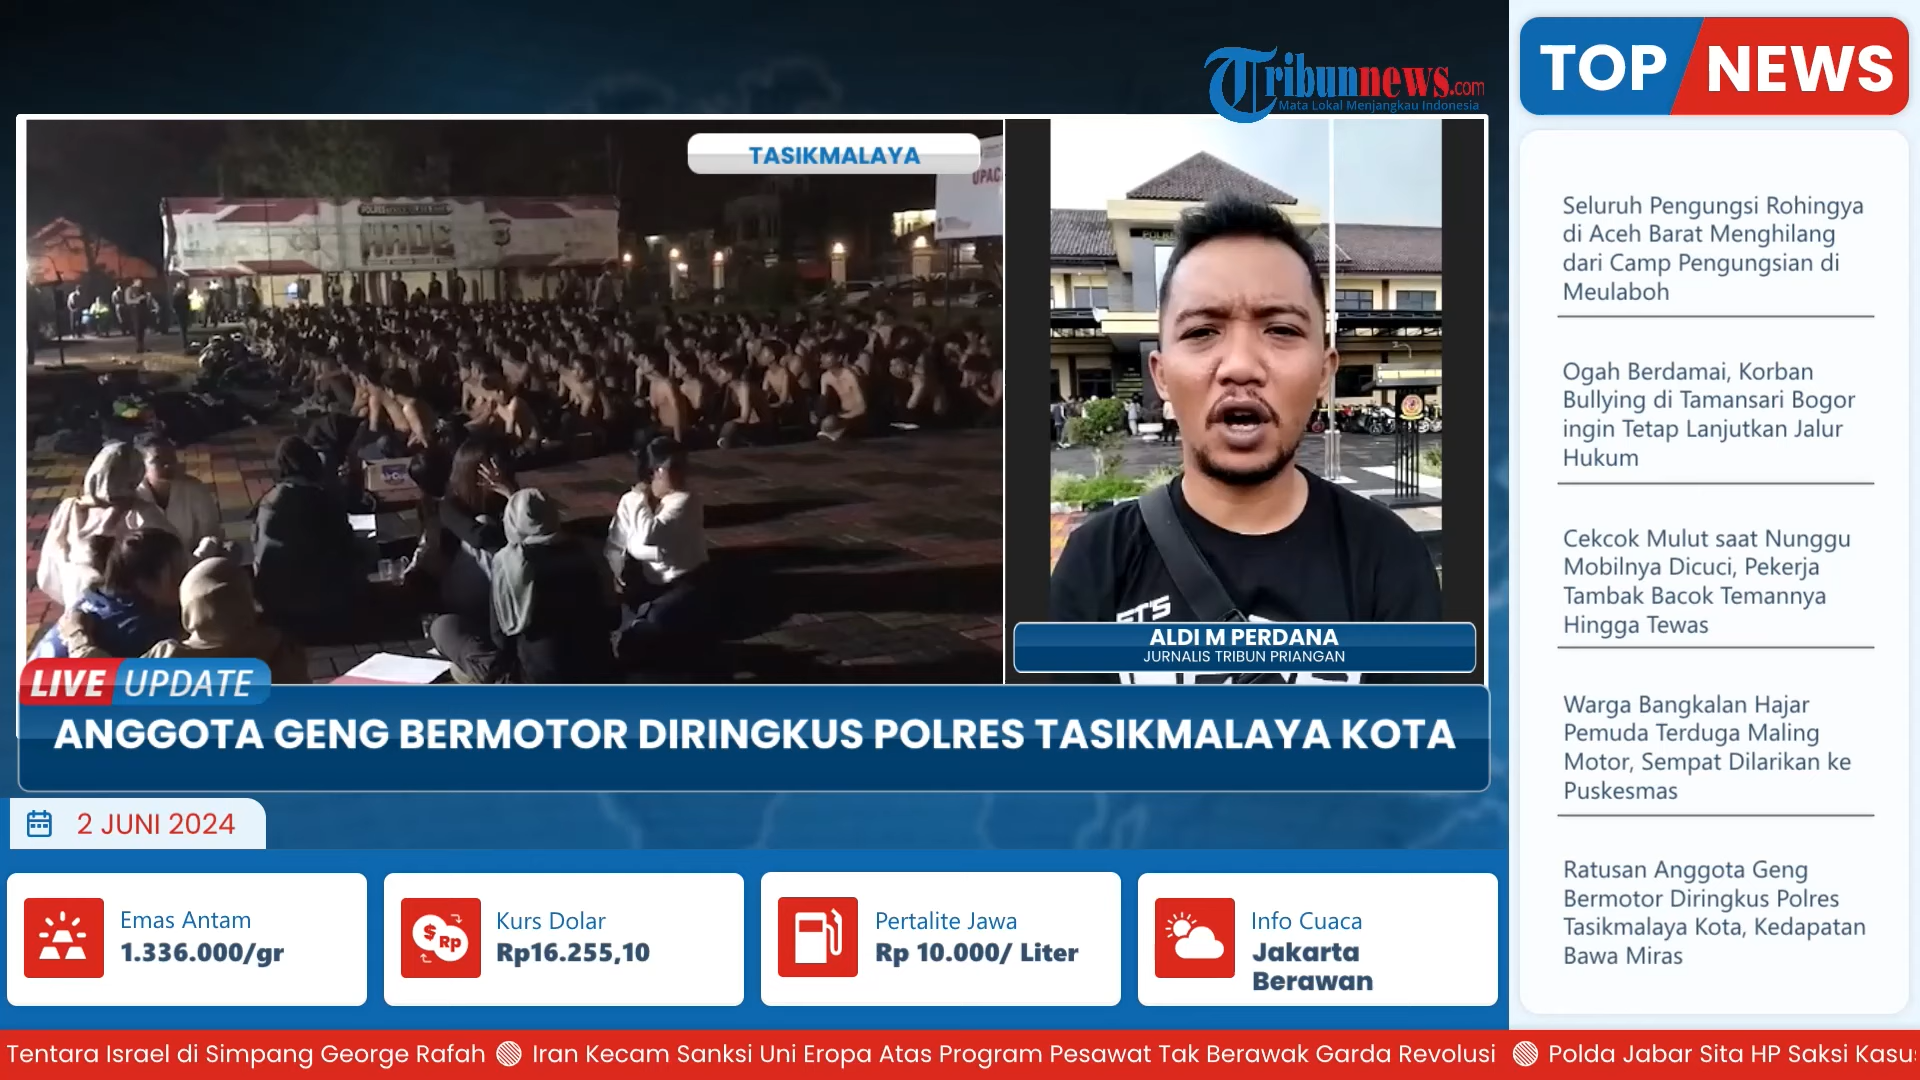 Tribunnews.com
Mata Lokal Menjangkau Indonesia
TOP NEWS
TASIKMALAYA
UPAC
ALDI M PERDANA
JURNALIS TRIBUN PRIANGAN
LIVE UPDATE
ANGGOTA GENG BERMOTOR DIRINGKUS POLRES TASIKMALAYA KOTA
2 JUNI 2024
Emas Antam
1.336.000/gr
Kurs Dolar
Rp16.255,10
Pertalite Jawa
Rp 10.000/ Liter
Info Cuaca
Jakarta
Berawan
Seluruh Pengungsi Rohingya
di Aceh Barat Menghilang
dari Camp Pengungsian di
Meulaboh
Ogah Berdamai, Korban
Bullying di Tamansari Bogor
ingin Tetap Lanjutkan Jalur
Hukum
Cekcok Mulut saat Nunggu
Mobilnya Dicuci, Pekerja
Tambak Bacok Temannya
Hingga Tewas
Warga Bangkalan Hajar
Pemuda Terduga Maling
Motor, Sempat Dilarikan ke
Puskesmas
Ratusan Anggota Geng
Bermotor Diringkus Polres
Tasikmalaya Kota, Kedapatan
Bawa Miras
Tentara Israel di Simpang George Rafah Iran Kecam Sanksi Uni Eropa Atas Program Pesawat Tak Berawak Garda Revolusi Polda Jabar Sita HP Saksi Kasu